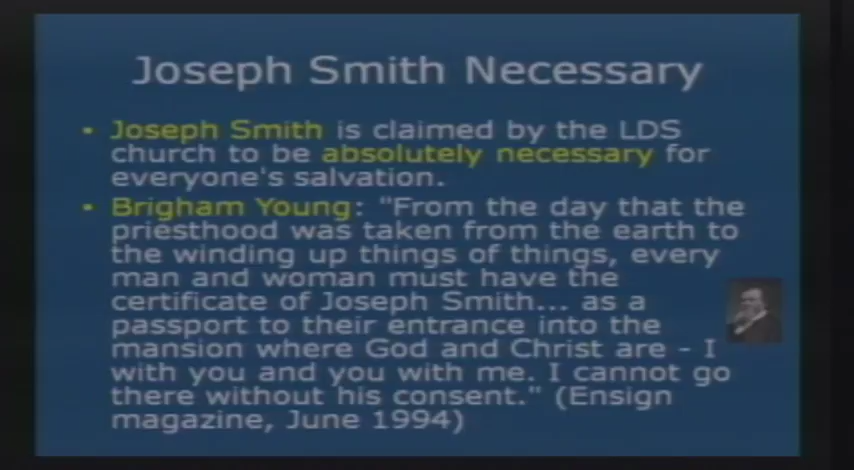 Joseph Smith Necessary
• Joseph Smith is claimed by the LDS
church to be absolutely necessary for
everyone's salvation.
• Brigham Young: "From the day that the
priesthood was taken from the earth to
the winding up things of things, every
man and woman must have the
certificate of Joseph Smith... as a
passport to their entrance into the
mansion where God and Christ are - I
with you and you with me. I cannot go
there without his consent." (Ensign
magazine, June 1994)